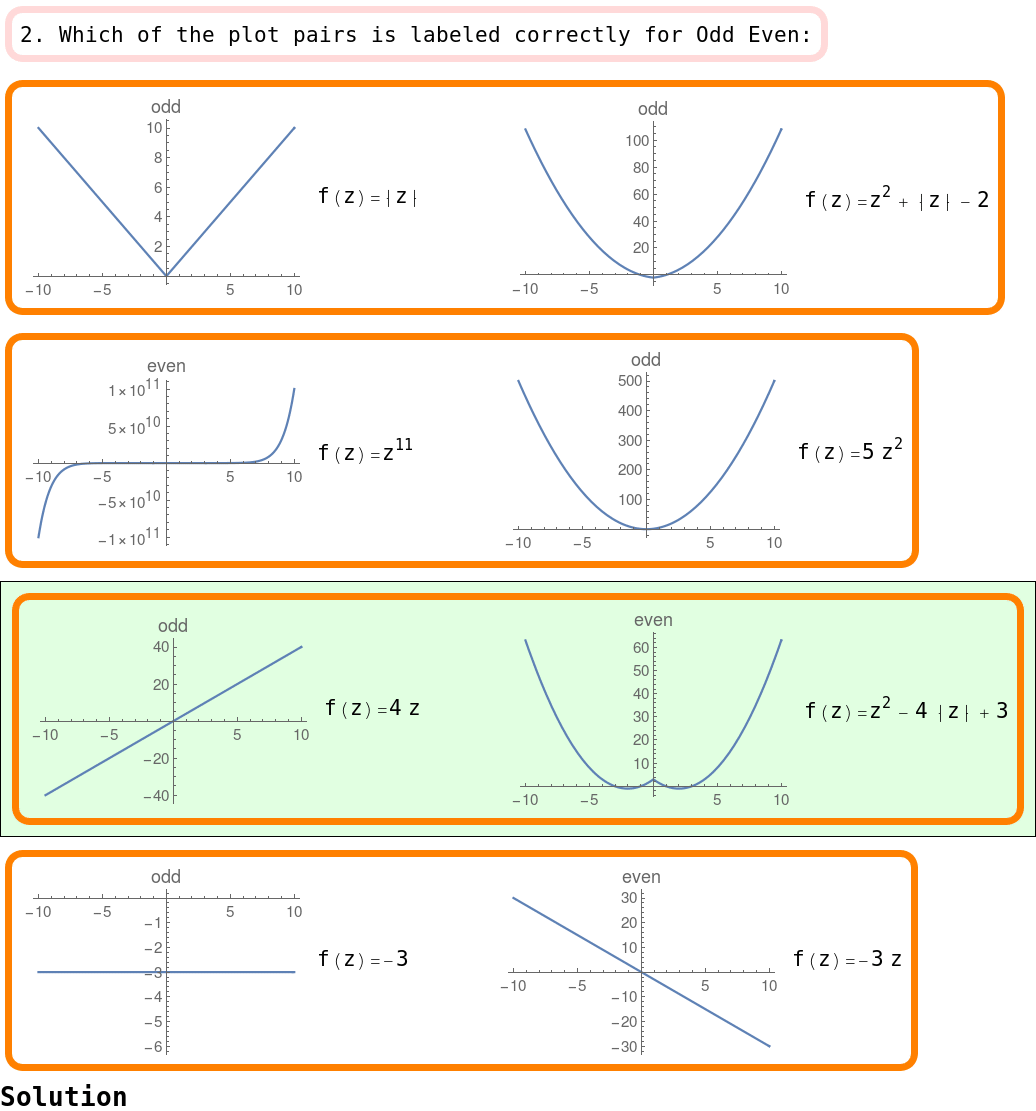 2. Which of the plot pairs is labeled correctly for Odd Even:
odd
10
8
6
4
2
−10 −5 5 10
f(z)=|z|
odd
100
80
60
40
20
−10 −5 5 10
f(z)=z² + |z| − 2
even
1×10¹¹
5×10¹⁰
−10 −5 5 10
−5×10¹⁰
−1×10¹¹
f(z)=z¹¹
odd
500
400
300
200
100
−10 −5 5 10
f(z)=5 z²
odd
40
20
−10 −5 5 10
−20
−40
f(z)=4 z
even
60
50
40
30
20
10
−10 −5 5 10
f(z)=z² − 4 |z| + 3
odd
−10 −5 5 10
−1
−2
−3
−4
−5
−6
f(z)=−3
even
30
20
10
−10 −5 5 10
−10
−20
−30
f(z)=−3 z
Solution